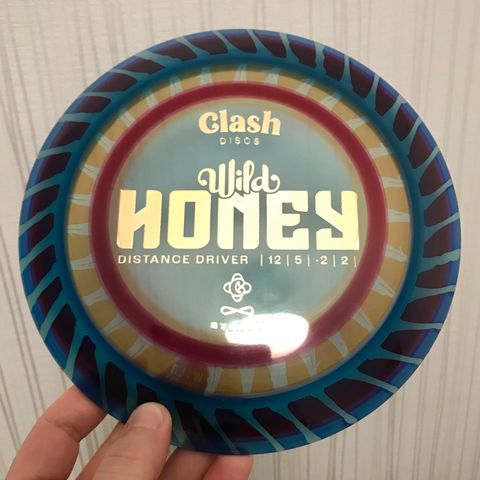 Clash
DISCS
Wild
HONEY
DISTANCE DRIVER | 12 | 5 | -2 | 2 |